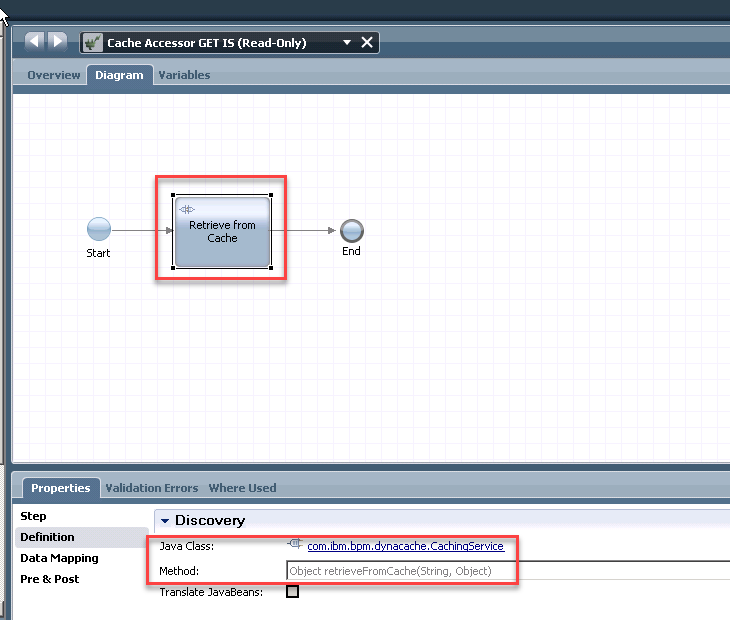 Cache Accessor GET IS (Read-Only)
Overview
Diagram
Variables
Retrieve from
Cache
Start
End
Properties
Validation Errors
Where Used
Step
Definition
Data Mapping
Pre & Post
Discovery
Java Class:
com.ibm.bpm.dynacache.CachingService
Method:
Object retrieveFromCache(String, Object)
Translate JavaBeans: